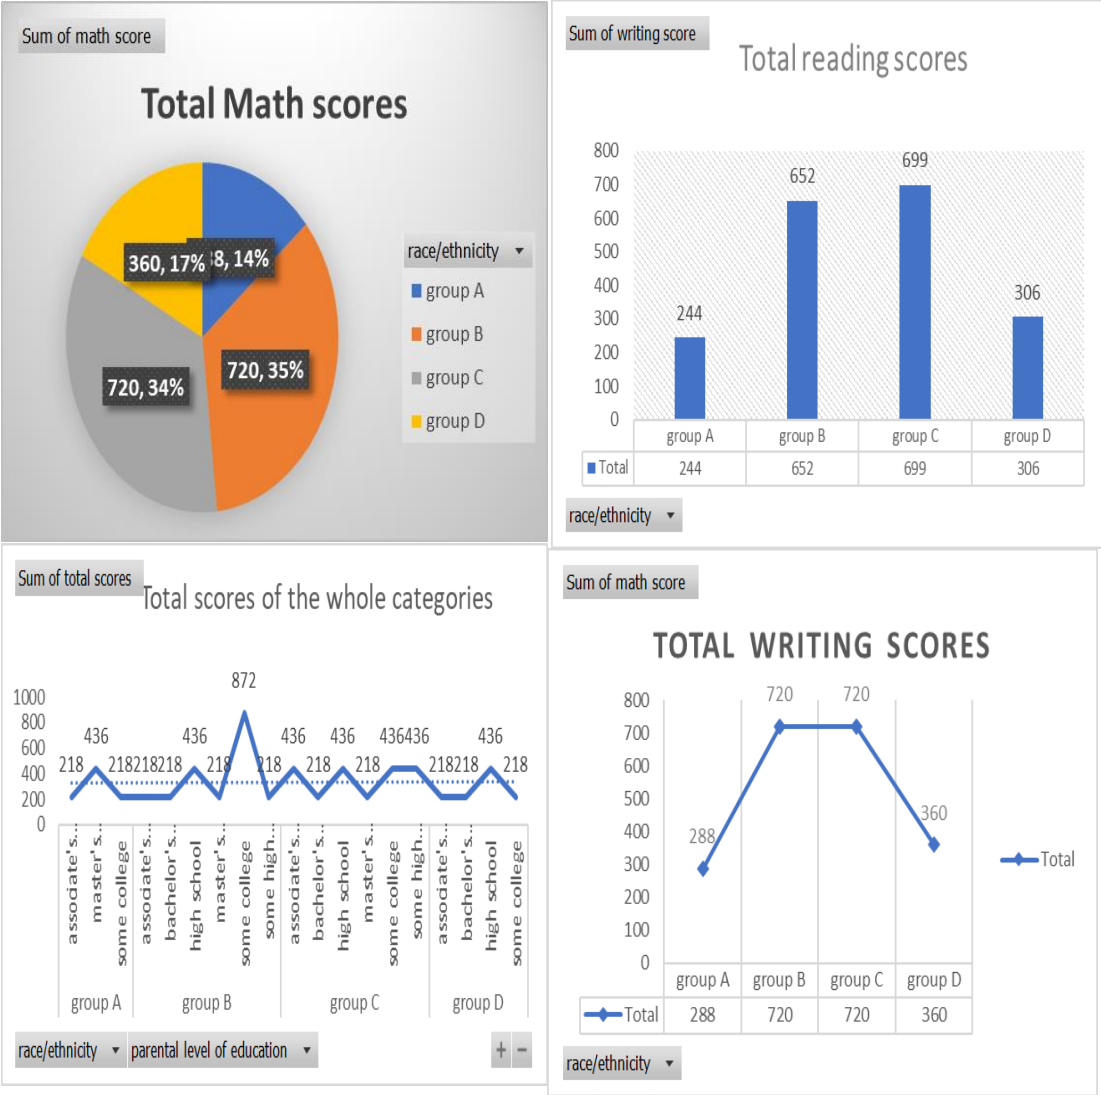 Sum of math score
Total Math scores
360, 17%
8, 14%
720, 34%
720, 35%
race/ethnicity
group A
group B
group C
group D
Sum of writing score
Total reading scores
800
700
600
500
400
300
200
100
0
244
652
699
306
group A group B group C group D
Total 244 652 699 306
race/ethnicity
Sum of total scores
Total scores of the whole categories
1000
800
600
400
200
0
218 436 218 218 218 436 218 872 218 436 218 436 218 436 436 218 218 436 218
associate's...
master's...
some college
associate's...
bachelor's...
high school
master's...
some college
some high...
associate's...
bachelor's...
high school
master's...
some college
some high...
associate's...
bachelor's...
high school
some college
group A group B group C group D
race/ethnicity parental level of education + −
Sum of math score
TOTAL WRITING SCORES
800
700
600
500
400
300
200
100
0
288
720
720
360
Total
group A group B group C group D
Total 288 720 720 360
race/ethnicity